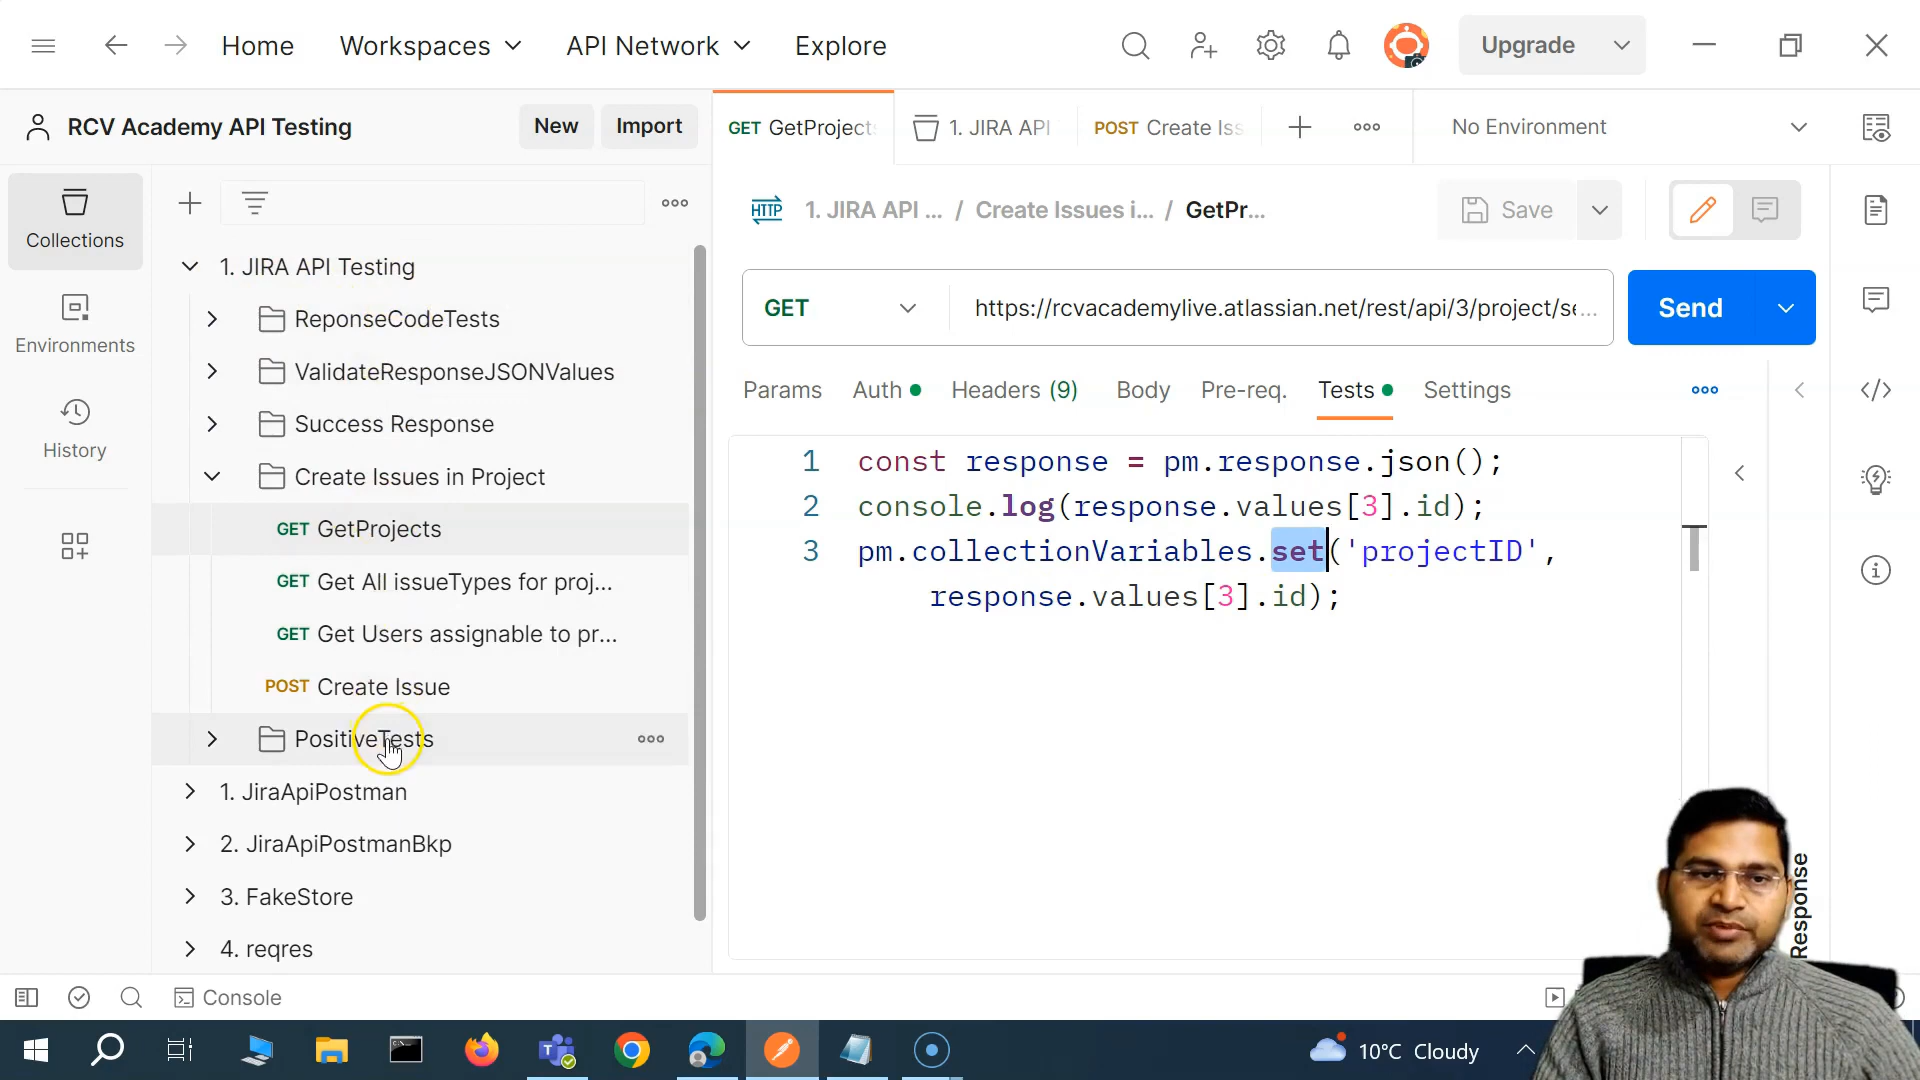 Home
Workspaces
API Network
Explore
Upgrade
RCV Academy API Testing
New
Import
GET GetProject
1. JIRA API
POST Create Iss
No Environment
Collections
Environments
History
1. JIRA API Testing
ReponseCodeTests
ValidateResponseJSONValues
Success Response
Create Issues in Project
GET GetProjects
GET Get All issueTypes for proj...
GET Get Users assignable to pr...
POST Create Issue
PositiveTests
1. JiraApiPostman
2. JiraApiPostmanBkp
3. FakeStore
4. reqres
HTTP 1. JIRA API ... / Create Issues i... / GetPr...
Save
GET
https://rcvacademylive.atlassian.net/rest/api/3/project/se...
Send
Params
Auth
Headers (9)
Body
Pre-req.
Tests
Settings
1 const response = pm.response.json();
2 console.log(response.values[3].id);
3 pm.collectionVariables.set('projectID',
response.values[3].id);
Response
Console
10°C Cloudy